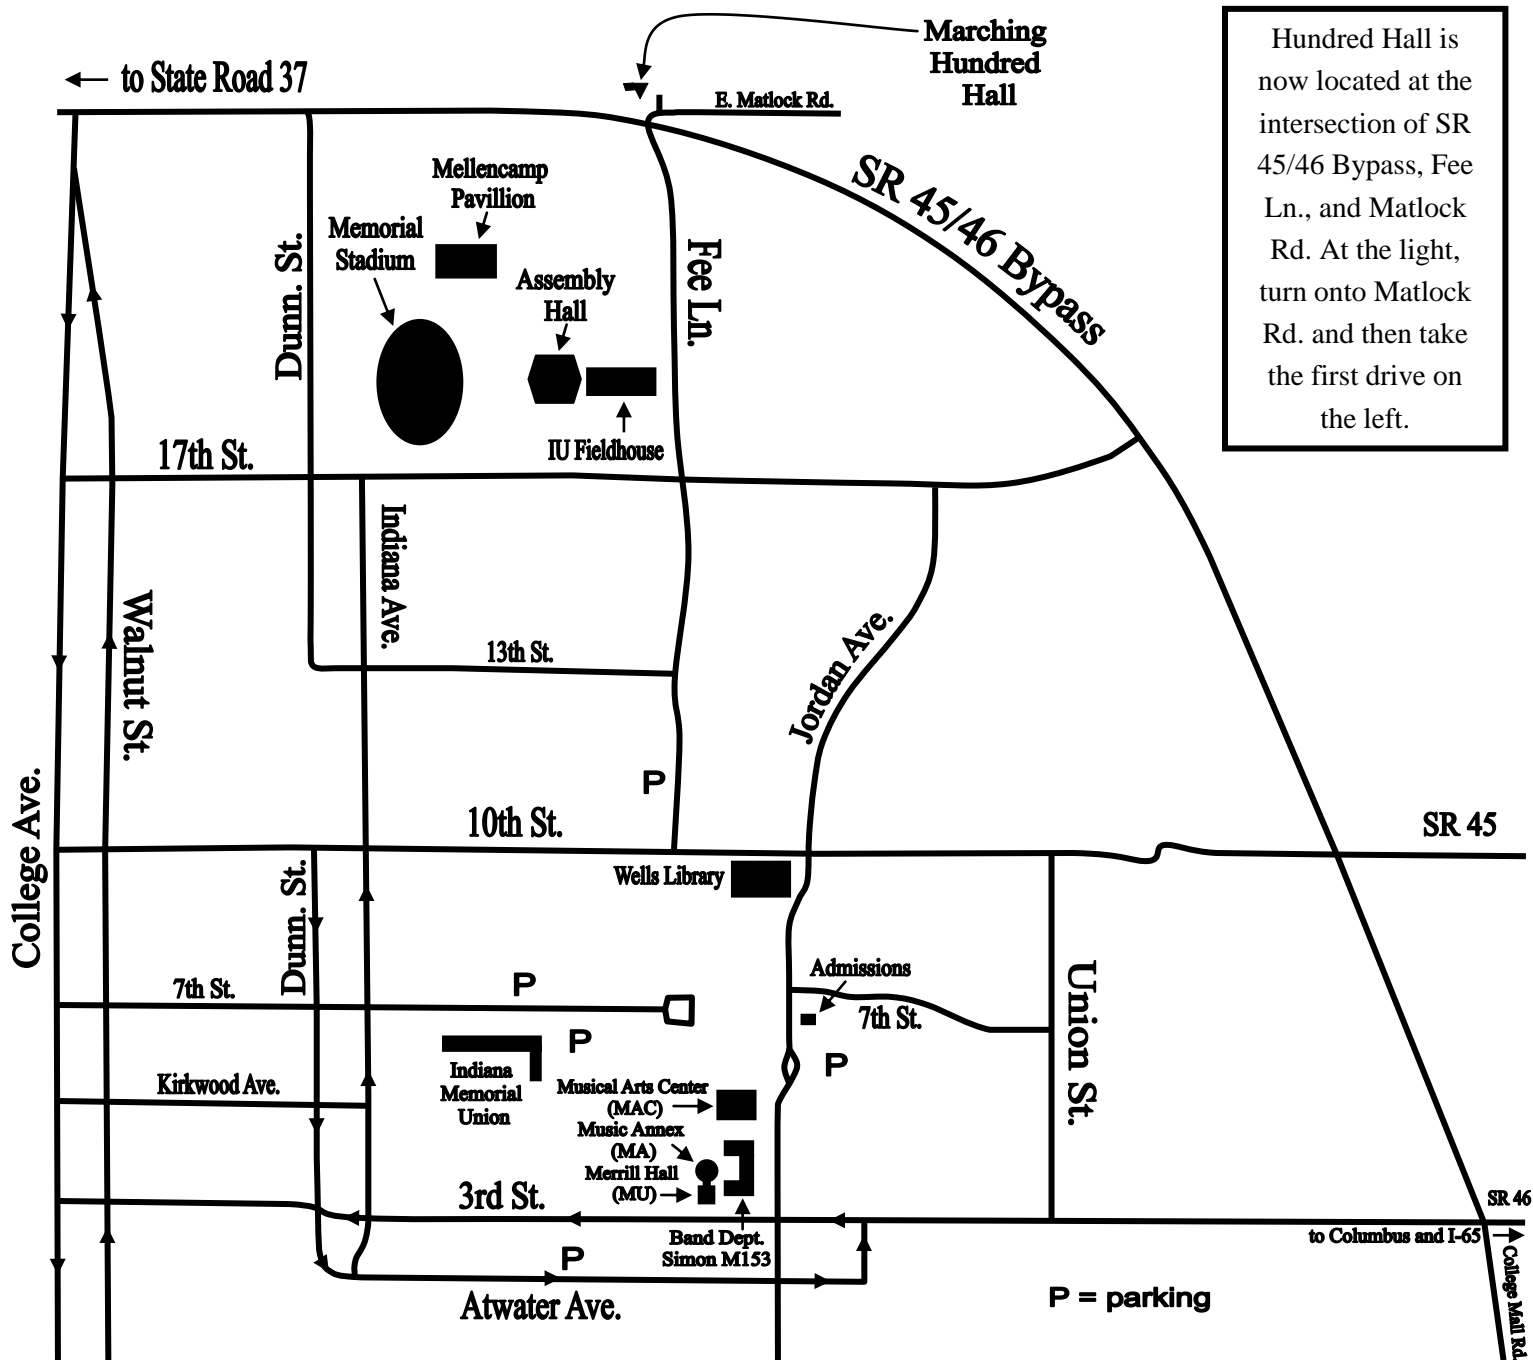 Marching
Hundred
Hall
to State Road 37
E. Matlock Rd.
Hundred Hall is
now located at the
intersection of SR
45/46 Bypass, Fee
Ln., and Matlock
Rd. At the light,
turn onto Matlock
Rd. and then take
the first drive on
the left.
Mellencamp
Pavillion
Memorial
Stadium
Assembly
Hall
Dunn. St.
Fee Ln.
SR 45/46 Bypass
IU Fieldhouse
17th St.
Indiana Ave.
Walnut St.
13th St.
Jordan Ave.
P
College Ave.
10th St.
SR 45
Wells Library
Dunn. St.
7th St.
P
Admissions
7th St.
Union St.
P
P
Indiana
Memorial
Union
Kirkwood Ave.
Musical Arts Center
(MAC)
Music Annex
(MA)
Merrill Hall
(MU)
3rd St.
SR 46
Band Dept.
Simon M153
to Columbus and I-65
College Mall Rd.
P
Atwater Ave.
P = parking